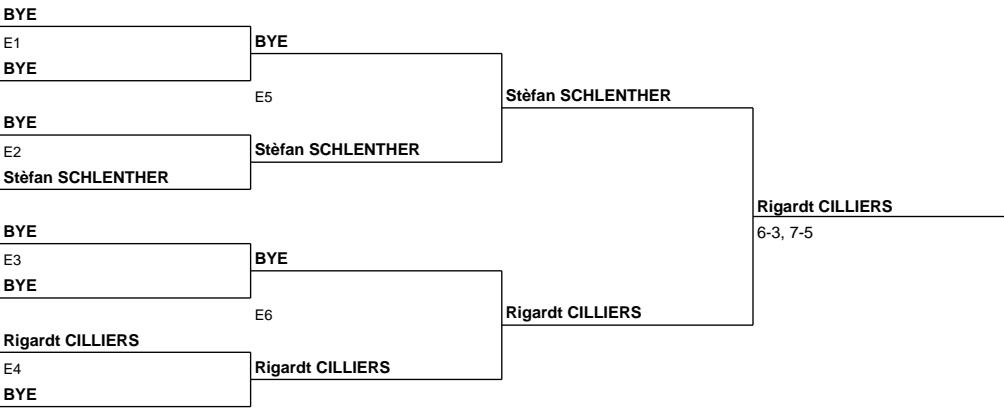 BYE
E1
BYE
BYE
E5
Stèfan SCHLENTHER
BYE
E2
Stèfan SCHLENTHER
Stèfan SCHLENTHER
Rigardt CILLIERS
6-3, 7-5
BYE
E3
BYE
BYE
E6
Rigardt CILLIERS
Rigardt CILLIERS
E4
Rigardt CILLIERS
BYE